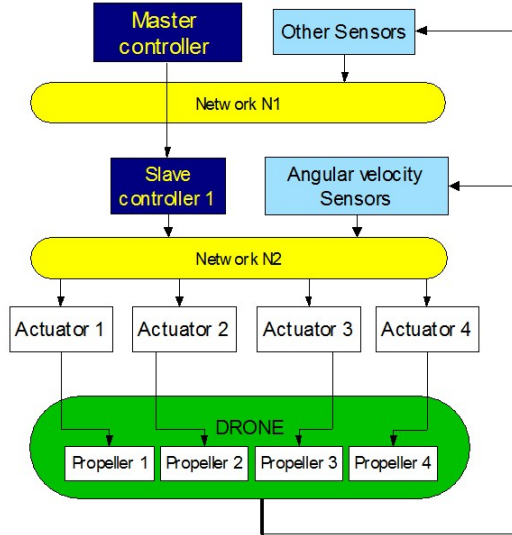 Master
controller
Other Sensors
Network N1
Slave
controller 1
Angular velocity
Sensors
Network N2
Actuator 1
Actuator 2
Actuator 3
Actuator 4
DRONE
Propeller 1
Propeller 2
Propeller 3
Propeller 4